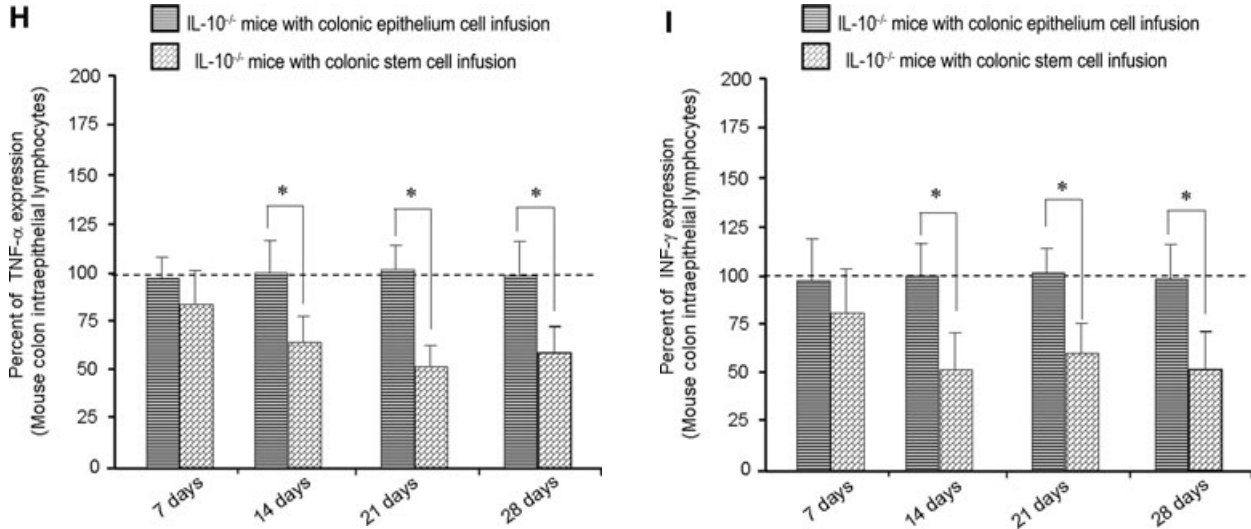 H
IL-10-/- mice with colonic epithelium cell infusion
IL-10-/- mice with colonic stem cell infusion
Percent of TNF-α expression
(Mouse colon intraepithelial lymphocytes)
200
175
150
125
100
75
50
25
0
*
*
*
7 days
14 days
21 days
28 days
I
IL-10-/- mice with colonic epithelium cell infusion
IL-10-/- mice with colonic stem cell infusion
Percent of INF-γ expression
(Mouse colon intraepithelial lymphocytes)
200
175
150
125
100
75
50
25
0
*
*
*
7 days
14 days
21 days
28 days